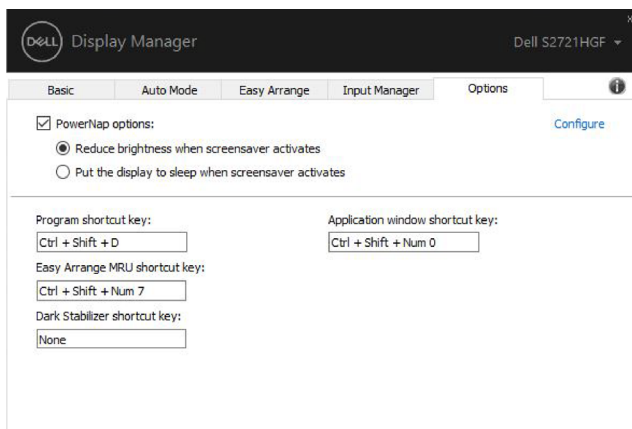 DELL Display Manager
Dell S2721HGF
Basic Auto Mode Easy Arrange Input Manager Options
PowerNap options:
Configure
Reduce brightness when screensaver activates
Put the display to sleep when screensaver activates
Program shortcut key:
Application window shortcut key:
Ctrl + Shift + D
Ctrl + Shift + Num 0
Easy Arrange MRU shortcut key:
Ctrl + Shift + Num 7
Dark Stabilizer shortcut key:
None